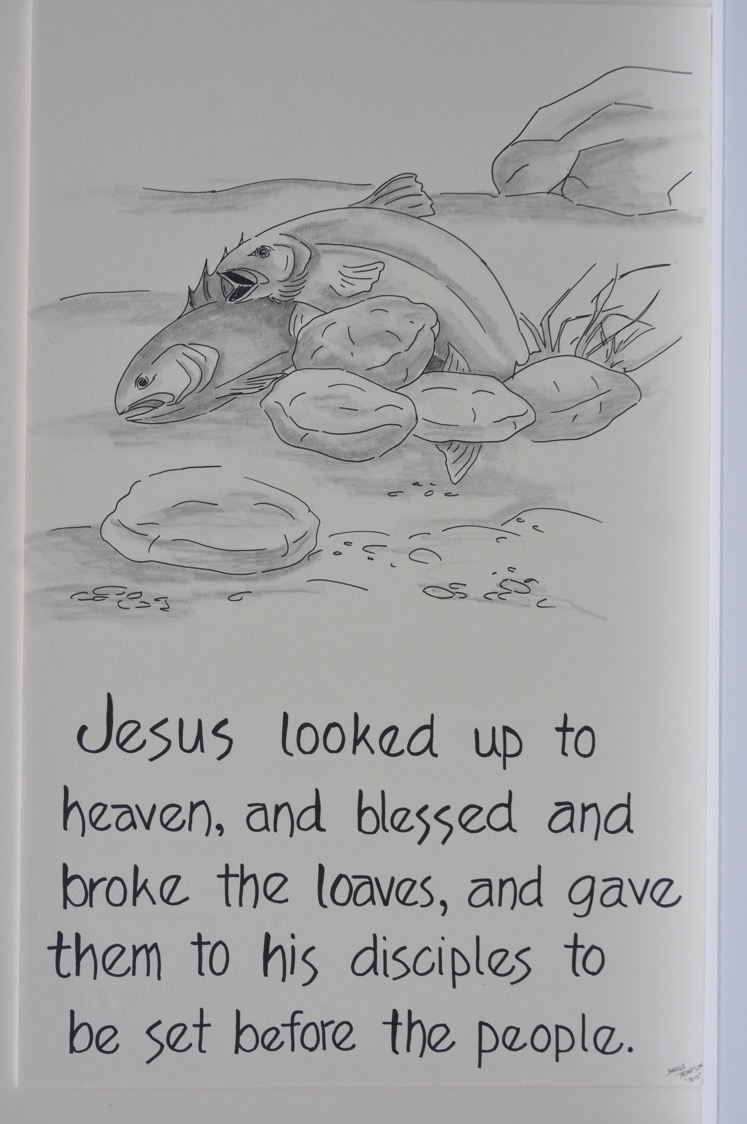 Jesus looked up to
heaven, and blessed and
broke the loaves, and gave
them to his disciples to
be set before the people.